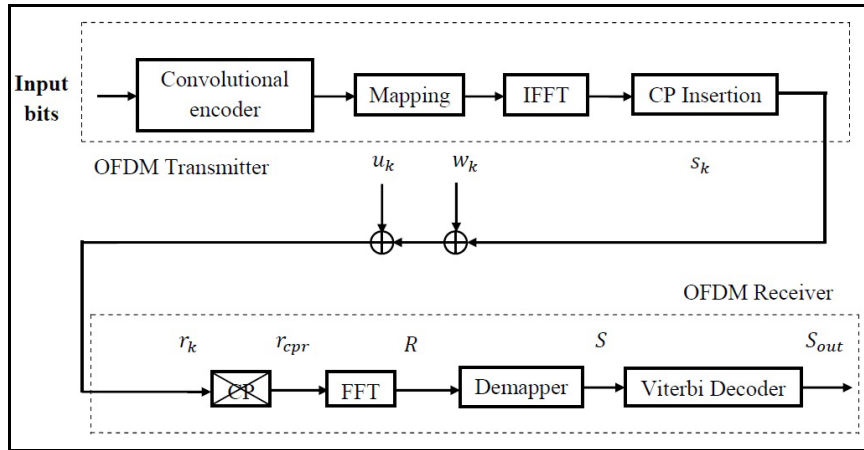 Input bits
Convolutional encoder
Mapping
IFFT
CP Insertion
OFDM Transmitter
u_k
w_k
s_k
OFDM Receiver
r_k
r_cpr
R
S
S_out
CP
FFT
Demapper
Viterbi Decoder